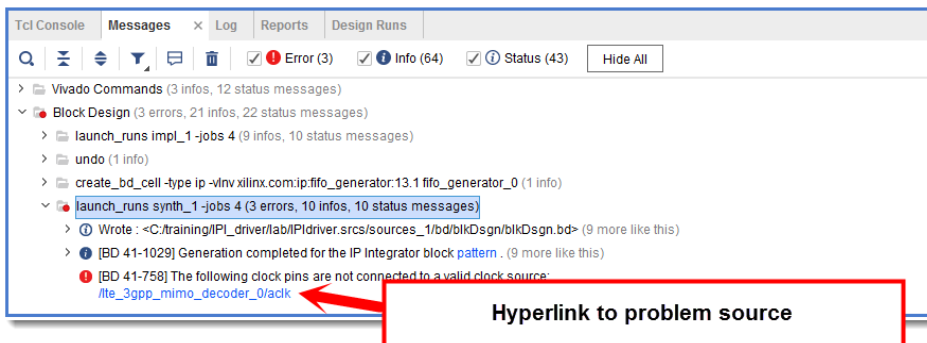 Tcl Console Messages × Log Reports Design Runs
Error (3) Info (64) Status (43) Hide All
Vivado Commands (3 infos, 12 status messages)
Block Design (3 errors, 21 infos, 22 status messages)
launch_runs impl_1 -jobs 4 (9 infos, 10 status messages)
undo (1 info)
create_bd_cell -type ip -vlnv xilinx.com:ip:fifo_generator:13.1 fifo_generator_0 (1 info)
launch_runs synth_1 -jobs 4 (3 errors, 10 infos, 10 status messages)
Wrote : <C:/training/IPI_driver/lab/IPIdriver.srcs/sources_1/bd/blkDsgn/blkDsgn.bd> (9 more like this)
[BD 41-1029] Generation completed for the IP Integrator block pattern . (9 more like this)
[BD 41-758] The following clock pins are not connected to a valid clock source:
/lte_3gpp_mimo_decoder_0/aclk
Hyperlink to problem source